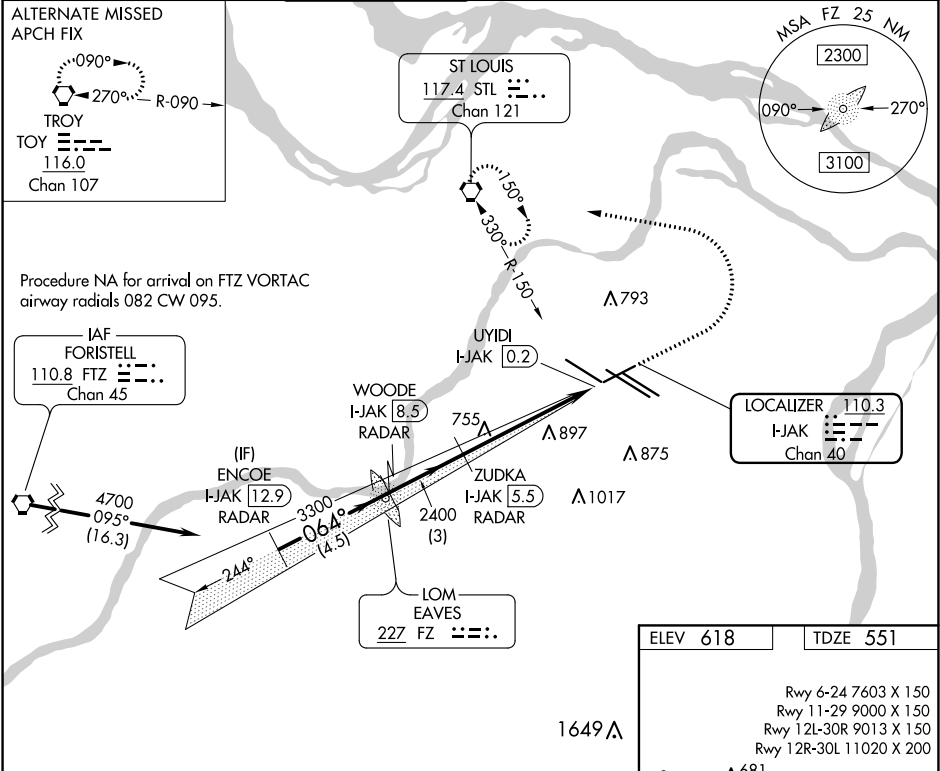 ALTERNATE MISSED
APCH FIX
090°
270°
R-090
TROY
TOY
116.0
Chan 107
ST LOUIS
117.4 STL
Chan 121
MSA FZ 25 NM
2300
090°
270°
3100
150°
330°
R-150
Procedure NA for arrival on FTZ VORTAC
airway radials 082 CW 095.
793
IAF
FORISTELL
110.8 FTZ
Chan 45
UYIDI
I-JAK 0.2
WOODE
I-JAK 8.5
RADAR
755
897
875
1017
LOCALIZER 110.3
I-JAK
Chan 40
(IF)
ENCOE
I-JAK 12.9
RADAR
ZUDKA
I-JAK 5.5
RADAR
4700
095°
(16.3)
3300
064°
(4.5)
2400
(3)
244°
LOM
EAVES
227 FZ
ELEV 618
TDZE 551
Rwy 6-24 7603 X 150
Rwy 11-29 9000 X 150
Rwy 12L-30R 9013 X 150
Rwy 12R-30L 11020 X 200
1649
681